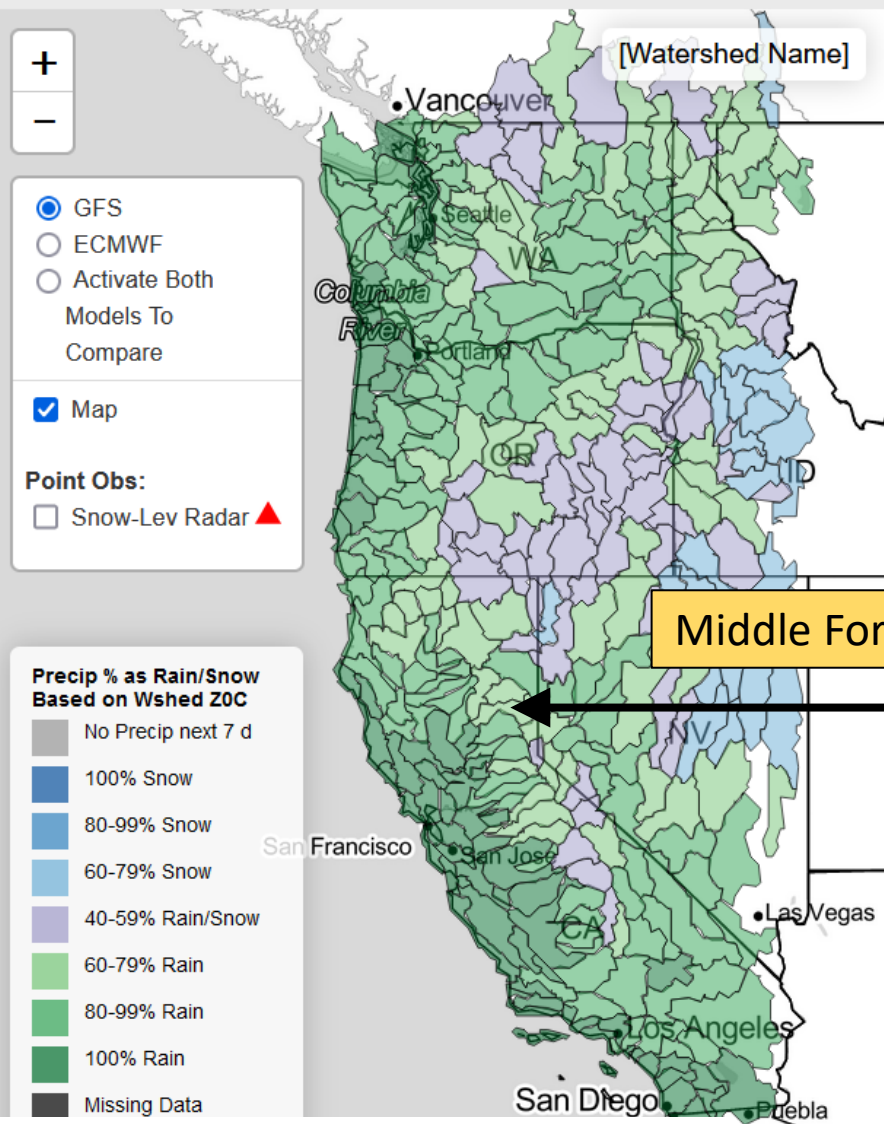 +
[Watershed Name]
−
Vancouver
GFS
ECMWF
Activate Both
Models To
Compare
Seattle
WA
Columbia
River
Portland
Map
OR
Point Obs:
ID
Snow-Lev Radar
Middle For
Precip % as Rain/Snow
Based on Wshed Z0C
No Precip next 7 d
NV
100% Snow
80-99% Snow
San Francisco
San Jose
60-79% Snow
40-59% Rain/Snow
CA
Las Vegas
60-79% Rain
80-99% Rain
Los Angeles
100% Rain
San Diego
Missing Data
Puebla